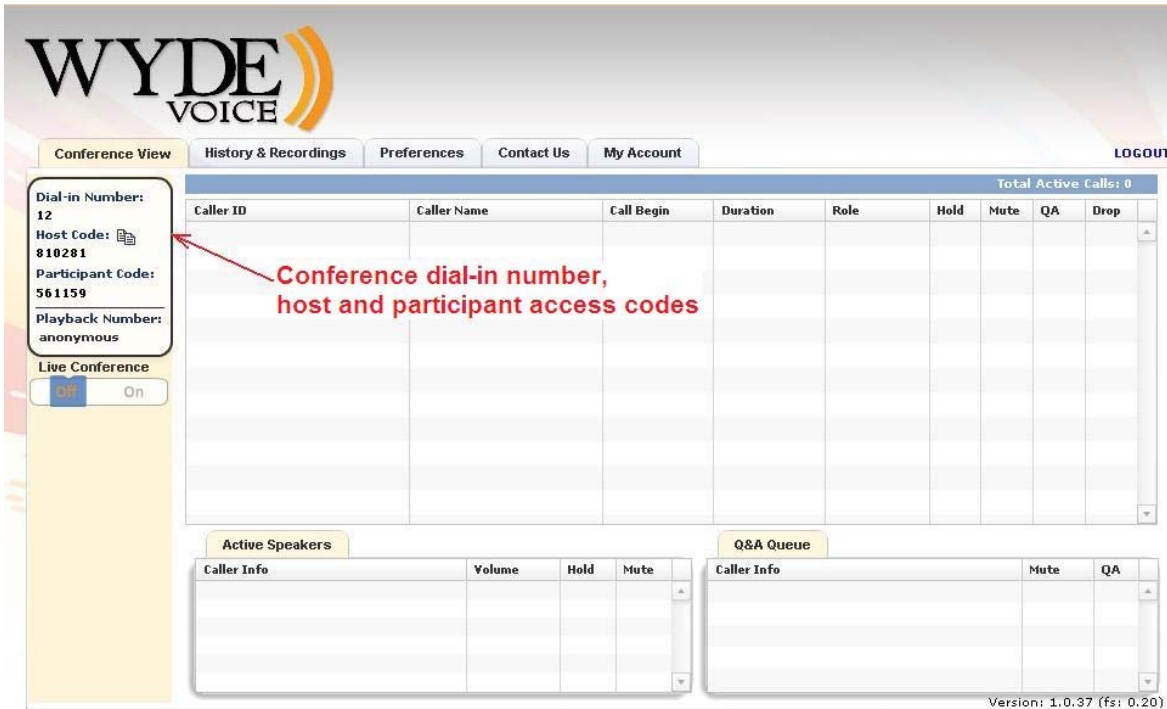 WYDE
VOICE
Conference View History & Recordings Preferences Contact Us My Account LOGOUT
Dial-in Number:
12
Host Code:
810281
Participant Code:
561159
Playback Number:
anonymous
Live Conference
Off On
Total Active Calls: 0
Caller ID Caller Name Call Begin Duration Role Hold Mute QA Drop
Conference dial-in number,
host and participant access codes
Active Speakers
Caller Info Volume Hold Mute
Q&A Queue
Caller Info Mute QA
Version: 1.0.37 (fs: 0.20)